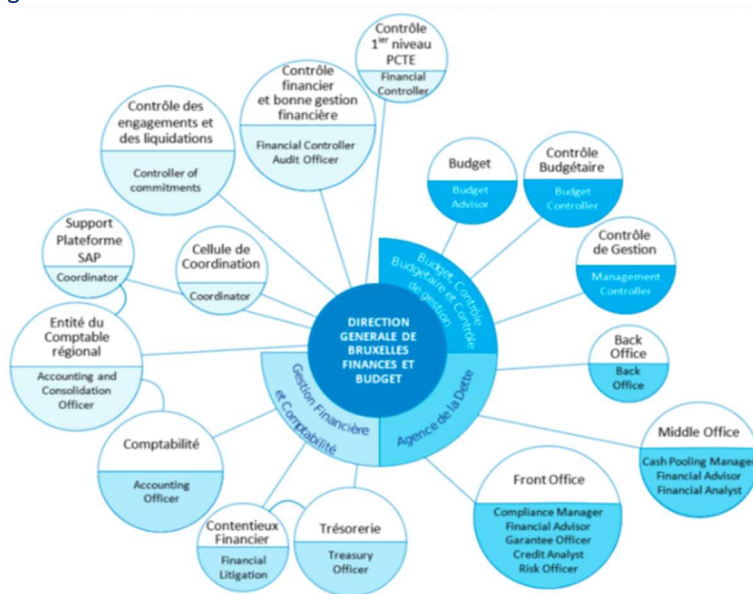 Contrôle
1ier niveau
PCTE
Financial
Controller
Contrôle
financier
et bonne gestion
financière
Financial Controller
Audit Officer
Contrôle des
engagements et
des liquidations
Controller of
commitments
Budget
Budget
Advisor
Contrôle
Budgétaire
Budget
Controller
Support
Plateforme
SAP
Coordinator
Cellule de
Coordination
Coordinator
Contrôle
de Gestion
Management
Controller
Budget, Contrôle
Budgétaire et Contrôle
de gestion
DIRECTION
GENERALE DE
BRUXELLES
FINANCES ET
BUDGET
Entité du
Comptable
régional
Accounting and
Consolidation
Officer
Back
Office
Back
Office
Gestion Financière
et Comptabilité
Agence de la Dette
Comptabilité
Accounting
Officer
Middle Office
Cash Pooling Manager
Financial Advisor
Financial Analyst
Front Office
Compliance Manager
Financial Advisor
Garantee Officer
Credit Analyst
Risk Officer
Contentieux
Financier
Financial
Litigation
Trésorerie
Treasury
Officer